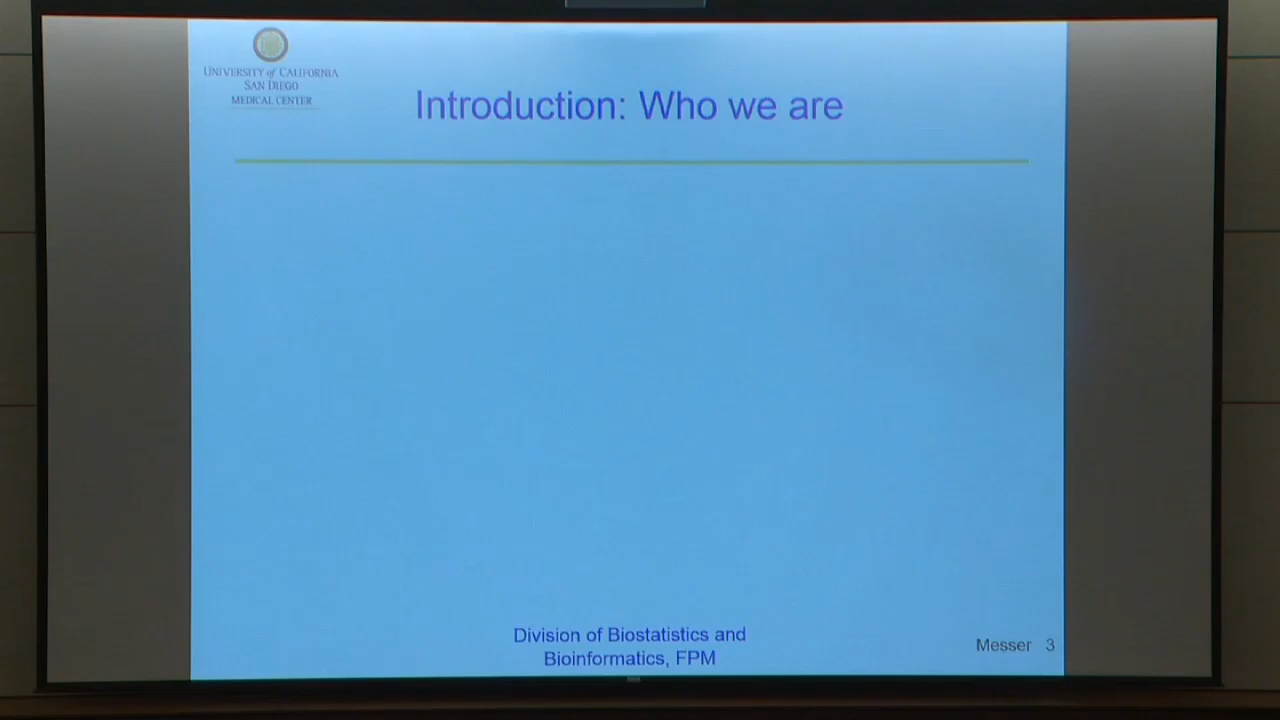 UNIVERSITY of CALIFORNIA
SAN DIEGO
MEDICAL CENTER
Introduction: Who we are
Division of Biostatistics and
Bioinformatics, FPM
Messer 3